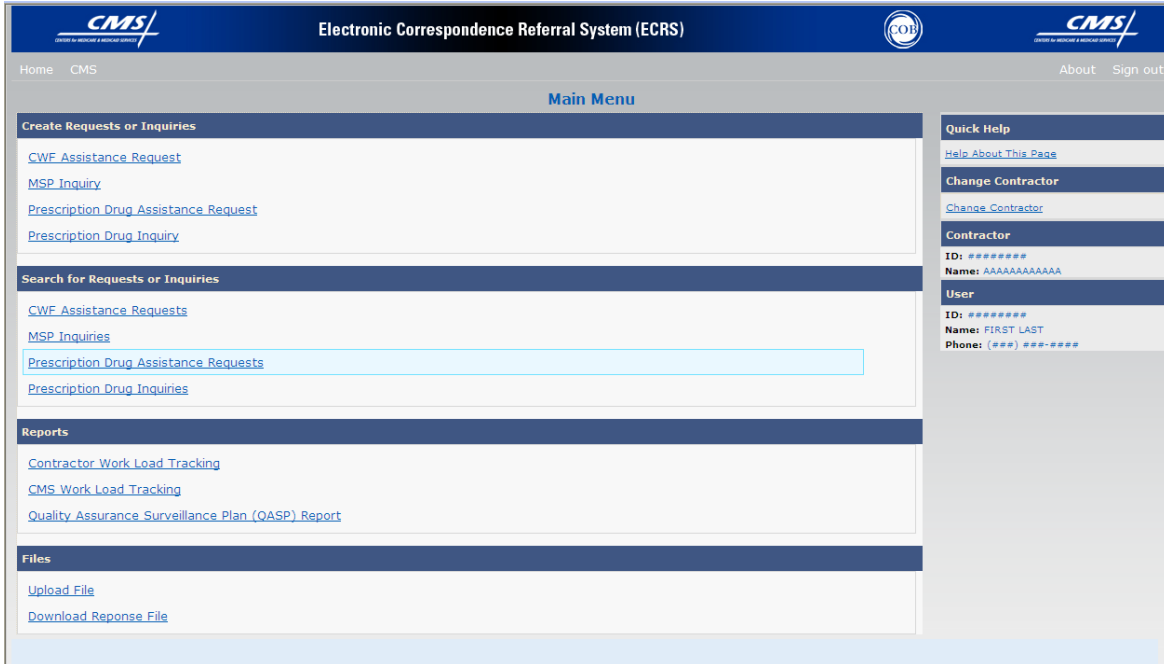 CMS
CENTERS for MEDICARE & MEDICAID SERVICES
Electronic Correspondence Referral System (ECRS)
COB
CMS
CENTERS for MEDICARE & MEDICAID SERVICES
Home CMS
About Sign out
Main Menu
Create Requests or Inquiries
CWF Assistance Request
MSP Inquiry
Prescription Drug Assistance Request
Prescription Drug Inquiry
Search for Requests or Inquiries
CWF Assistance Requests
MSP Inquiries
Prescription Drug Assistance Requests
Prescription Drug Inquiries
Reports
Contractor Work Load Tracking
CMS Work Load Tracking
Quality Assurance Surveillance Plan (QASP) Report
Files
Upload File
Download Reponse File
Quick Help
Help About This Page
Change Contractor
Change Contractor
Contractor
ID: ########
Name: AAAAAAAAAAAA
User
ID: ########
Name: FIRST LAST
Phone: (###) ###-####